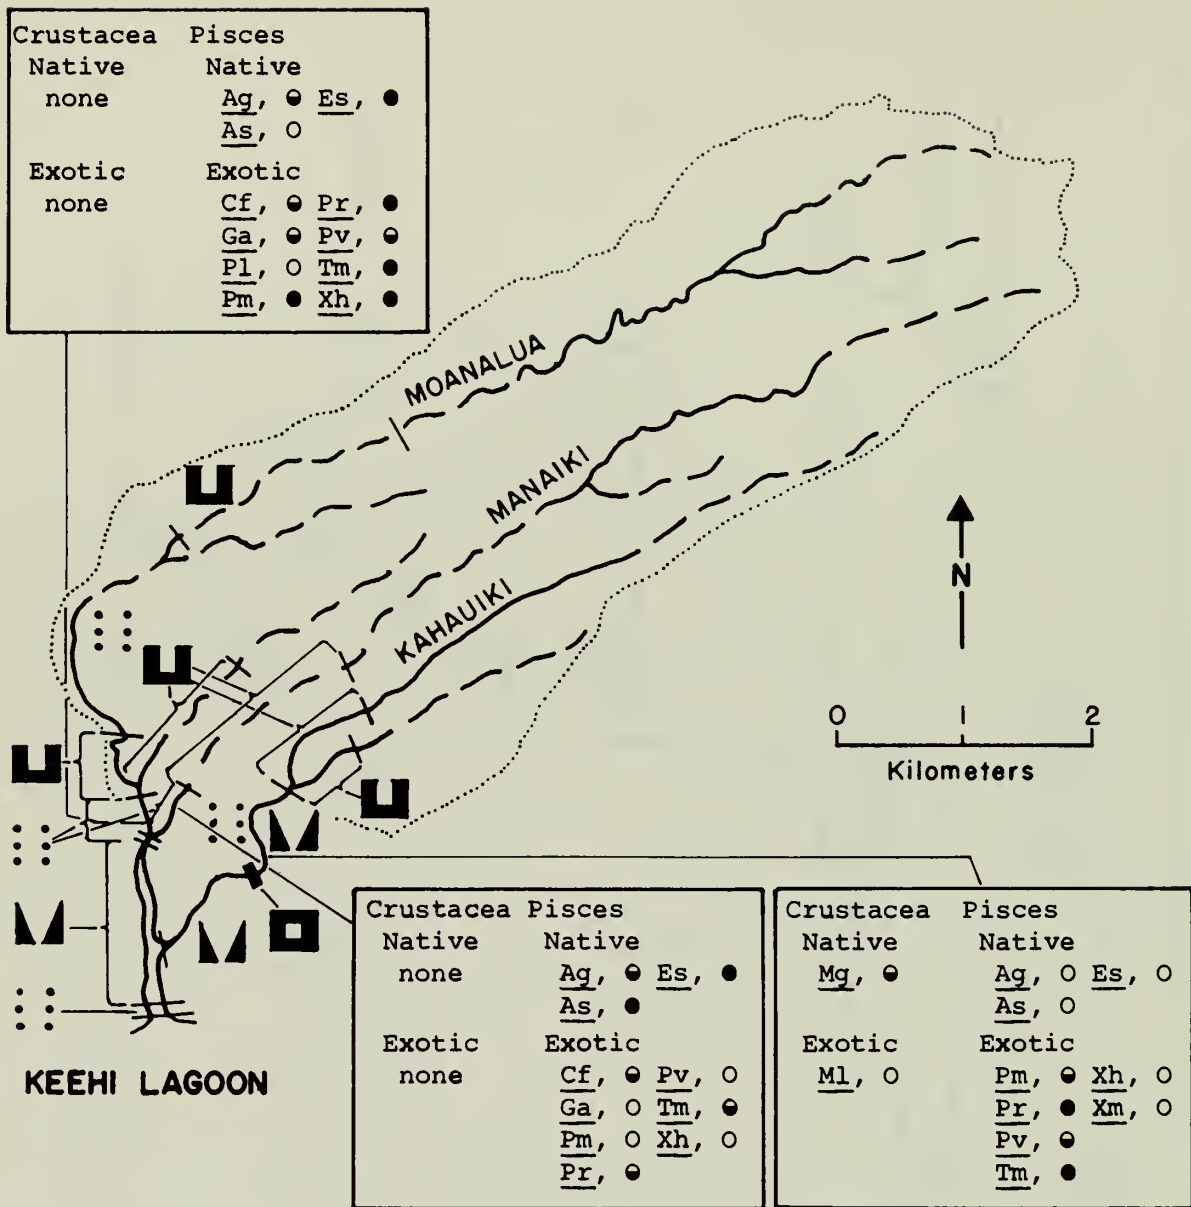 Crustacea Pisces
Native Native
none Ag, ◒ Es, ●
As, ○
Exotic Exotic
none Cf, ◒ Pr, ●
Ga, ◒ Pv, ◒
Pl, ○ Tm, ●
Pm, ● Xh, ●
MOANALUA
MANAIKI
KAHAUIKI
N
0 1 2
Kilometers
KEEHI LAGOON
Crustacea Pisces
Native Native
none Ag, ◒ Es, ●
As, ●
Exotic Exotic
none Cf, ◒ Pv, ○
Ga, ○ Tm, ◒
Pm, ○ Xh, ○
Pr, ◒
Crustacea Pisces
Native Native
Mg, ◒ Ag, ○ Es, ○
As, ○
Exotic Exotic
Ml, ○ Pm, ◒ Xh, ○
Pr, ● Xm, ○
Pv, ◒
Tm, ●